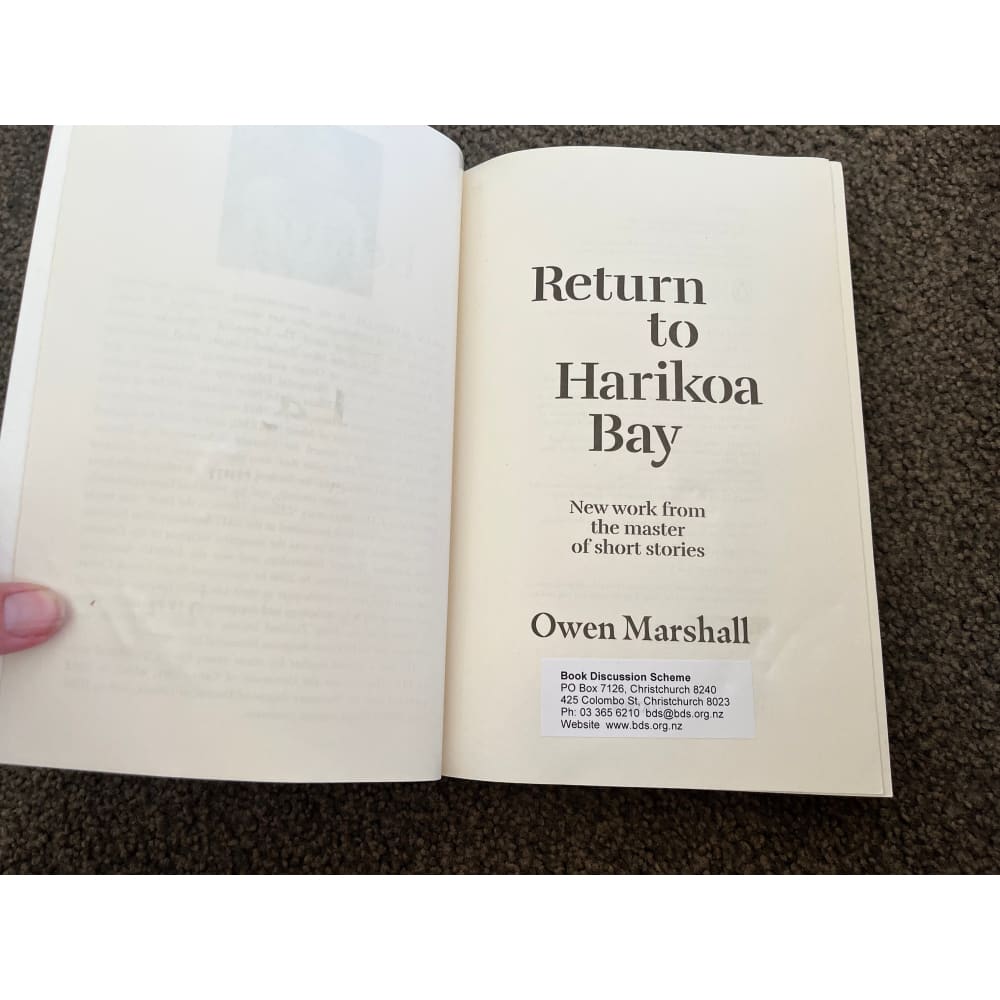 Return
to
Harikoa
Bay
New work from
the master
of short stories
Owen Marshall
Book Discussion Scheme
PO Box 7126, Christchurch 8240
425 Colombo St, Christchurch 8023
Ph: 03 365 6210 bds@bds.org.nz
Website www.bds.org.nz